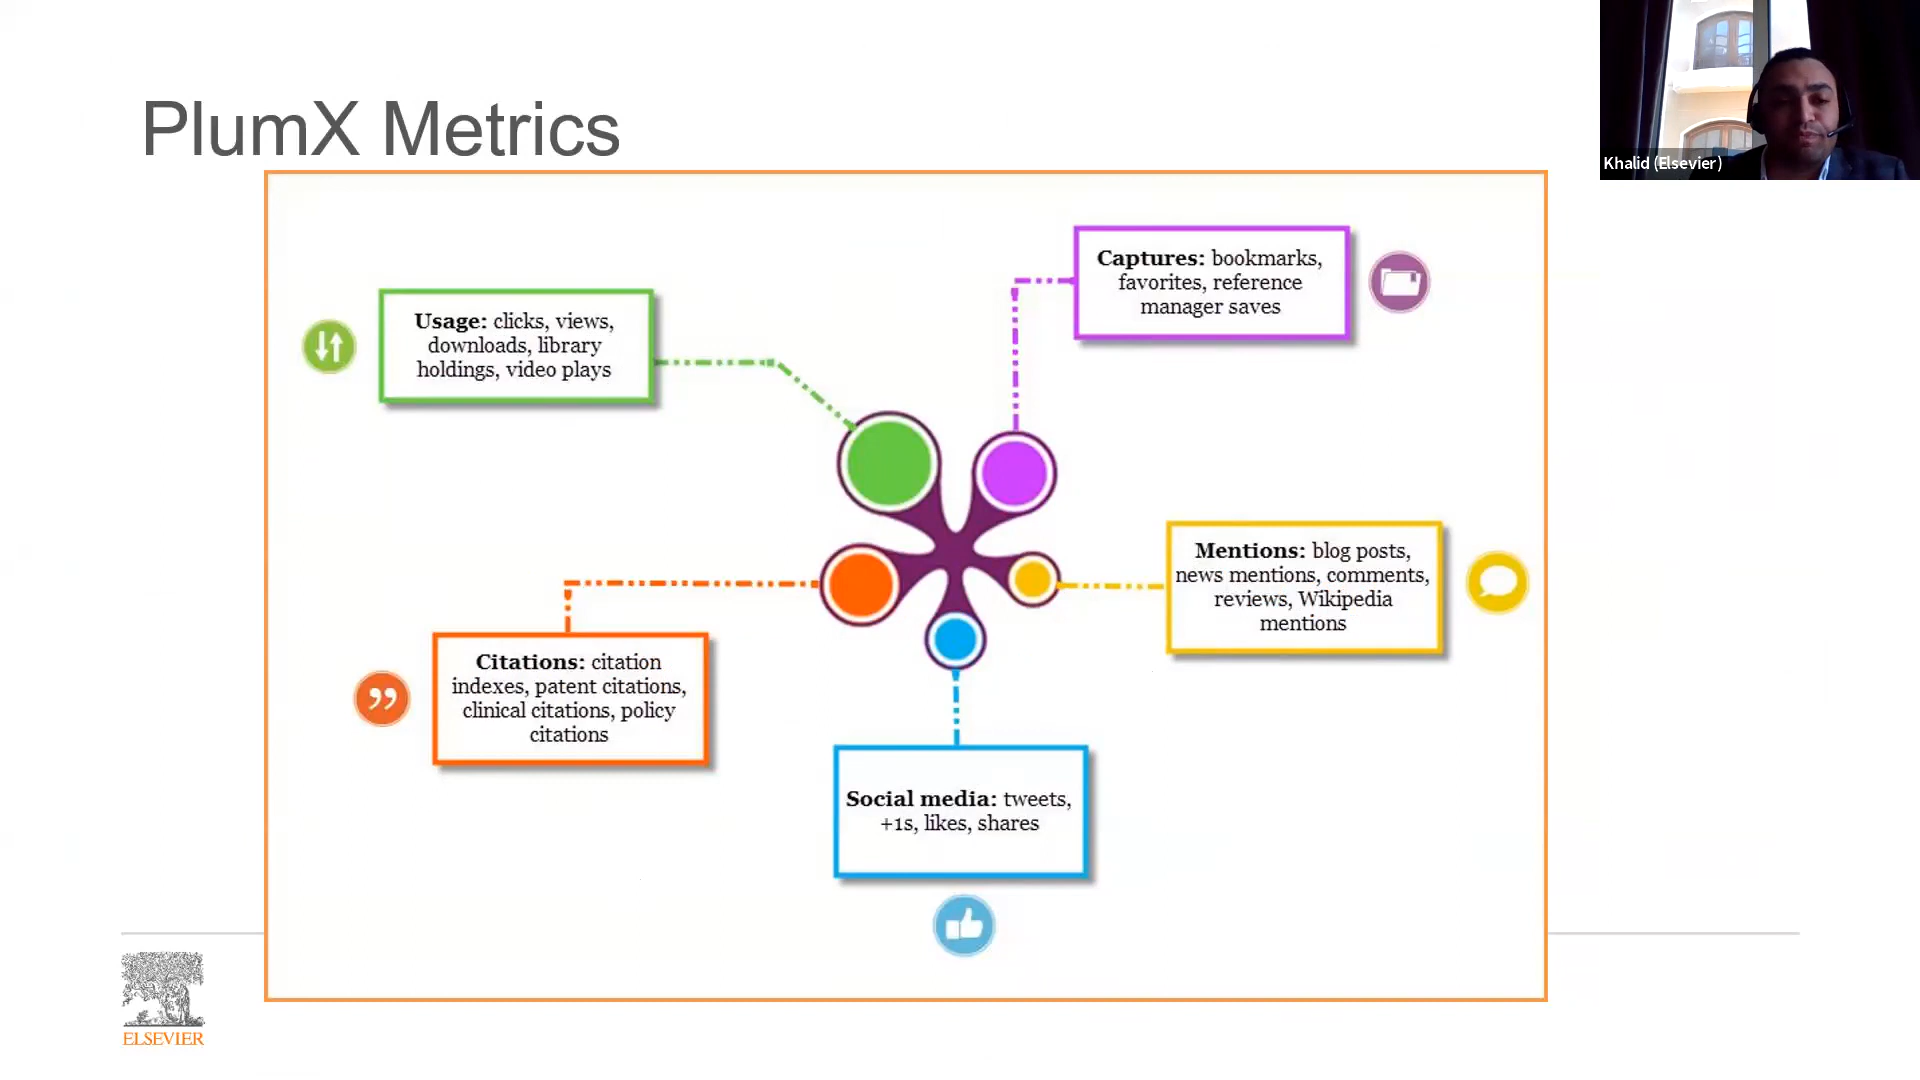 PlumX Metrics
Khalid (Elsevier)
Usage: clicks, views,
downloads, library
holdings, video plays
Captures: bookmarks,
favorites, reference
manager saves
Mentions: blog posts,
news mentions, comments,
reviews, Wikipedia
mentions
Citations: citation
indexes, patent citations,
clinical citations, policy
citations
Social media: tweets,
+1s, likes, shares
ELSEVIER